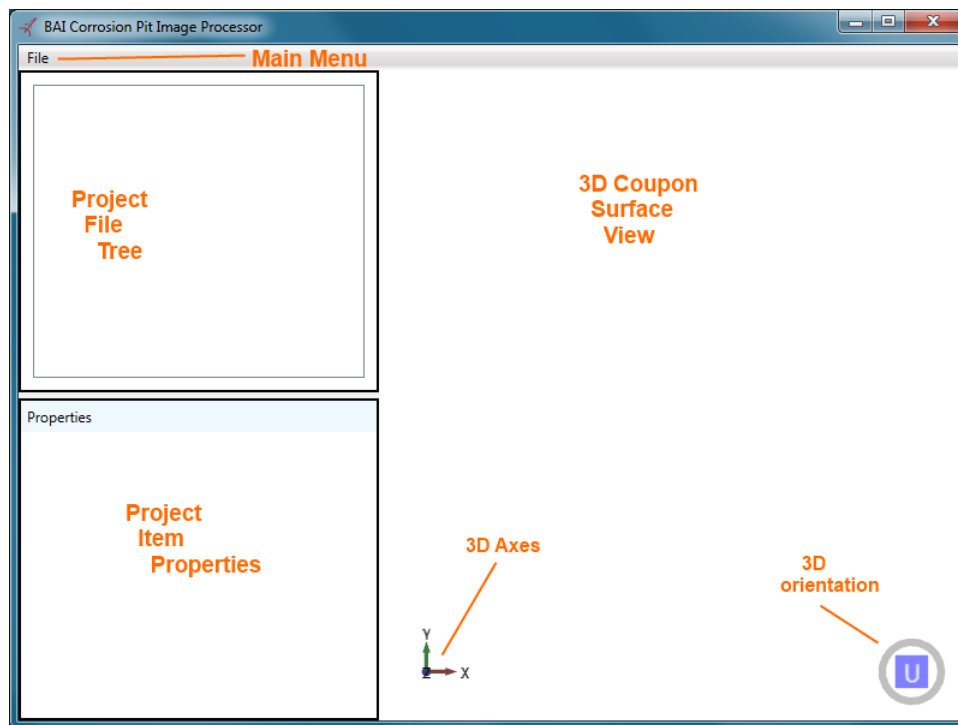 BAI Corrosion Pit Image Processor
File
Main Menu
Project
File
Tree
3D Coupon
Surface
View
Properties
Project
Item
Properties
3D Axes
3D
orientation
Y
Z
X
U